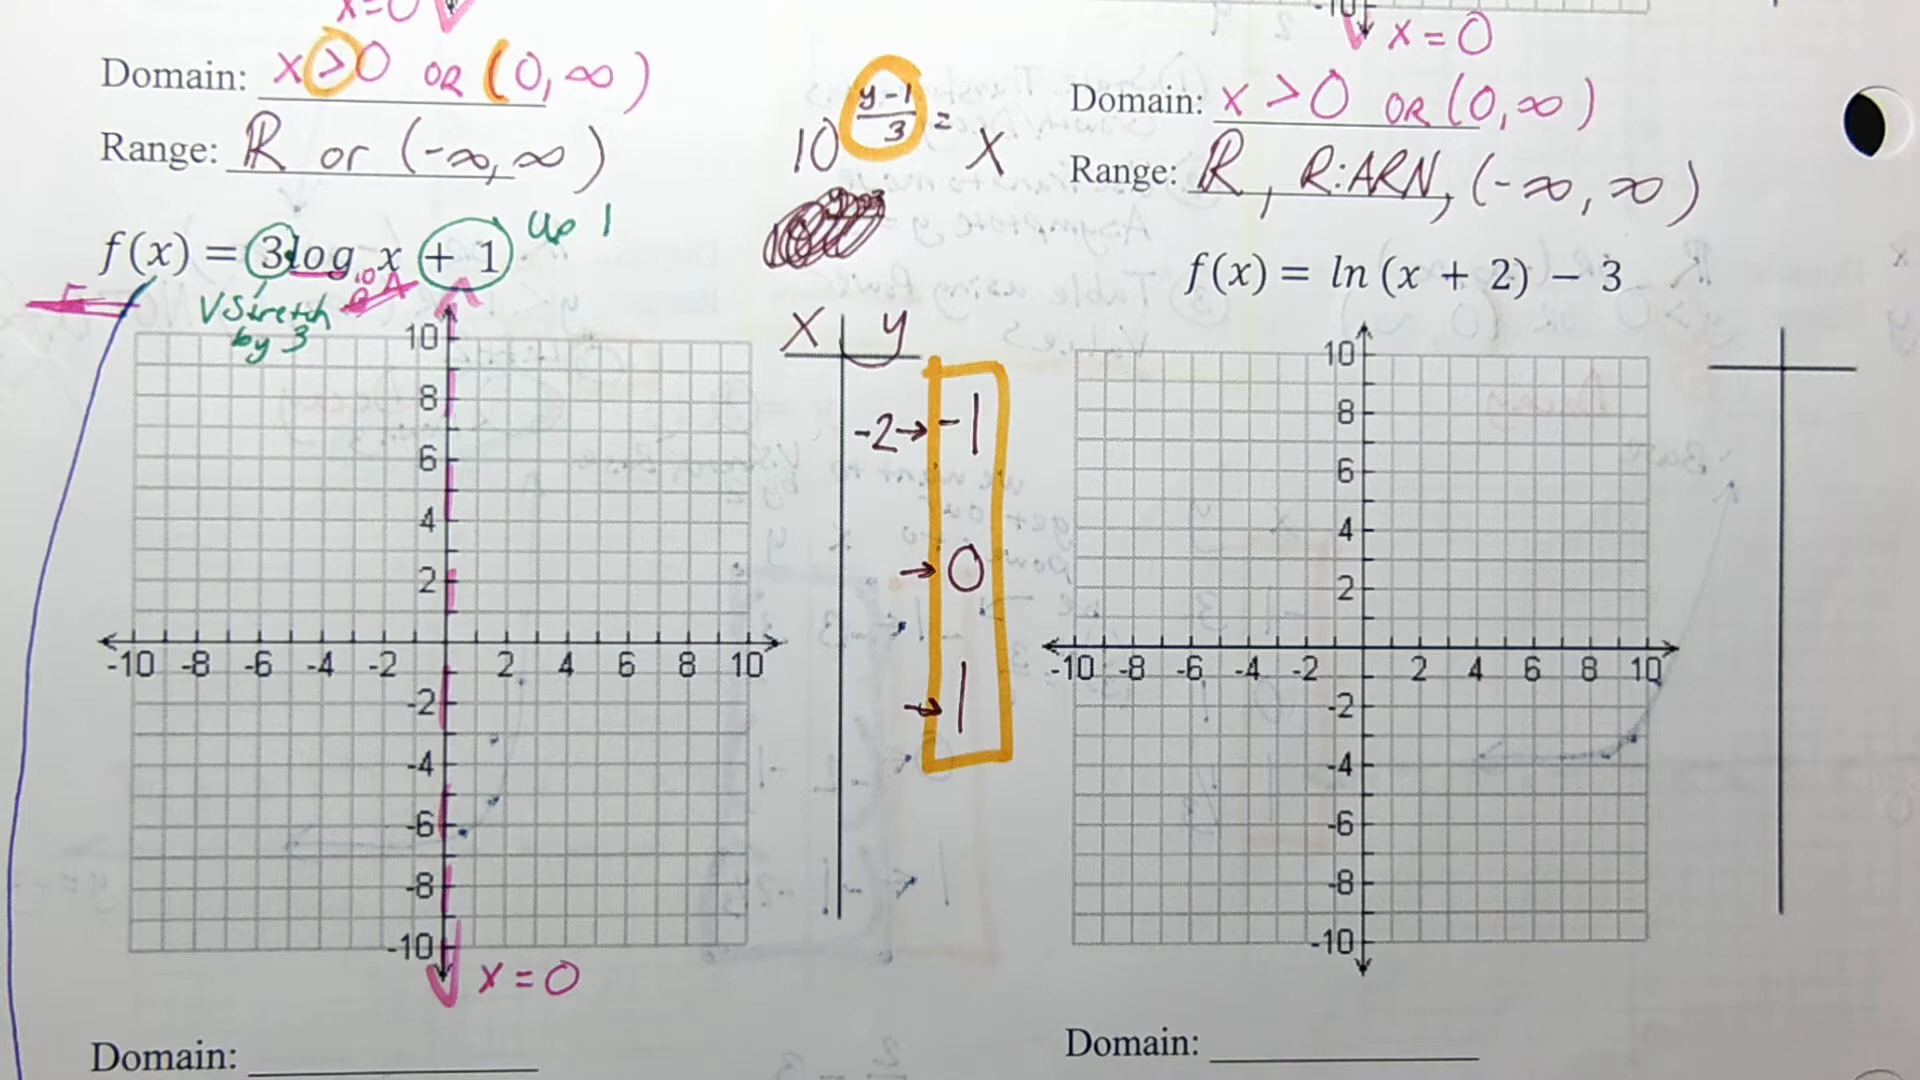 x=0
Domain: x > 0 OR (0, ∞)
Range: ℝ or (-∞, ∞)
f(x) = 3log₁₀ x + 1
Up 1
VStretch
by 3
10
8
6
4
2
-10 -8 -6 -4 -2 2 4 6 8 10
-2
-4
-6
-8
-10
x = 0
Domain:
10^((y-1)/3) = x
x y
-2→ -1
→ 0
→ 1
-10
x = 0
Domain: x > 0 OR (0, ∞)
Range: ℝ, R: ARN, (-∞, ∞)
f(x) = ln (x + 2) − 3
10
8
6
4
2
-10 -8 -6 -4 -2 2 4 6 8 10
-2
-4
-6
-8
-10
Domain: